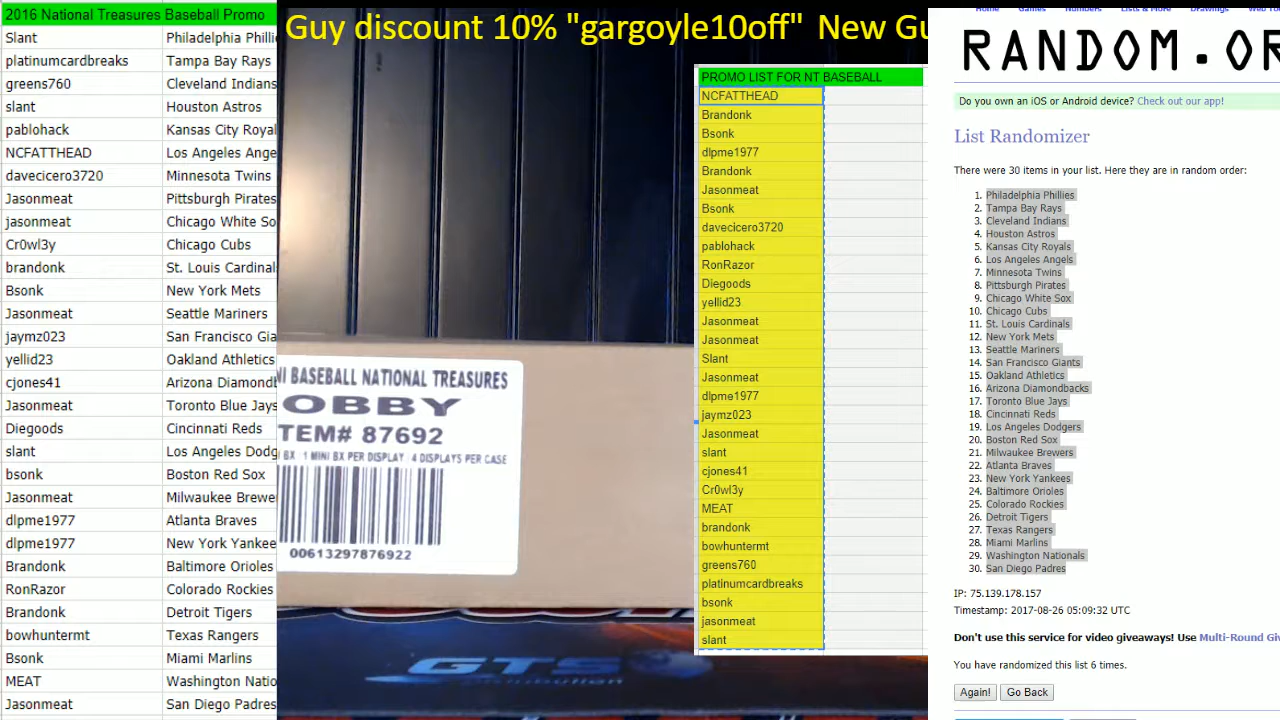 2016 National Treasures Baseball Promo
Slant Philadelphia Philli
platinumcardbreaks Tampa Bay Rays
greens760 Cleveland Indians
slant Houston Astros
pablohack Kansas City Royal
NCFATTHEAD Los Angeles Ange
davecicero3720 Minnesota Twins
Jasonmeat Pittsburgh Pirates
jasonmeat Chicago White So
Cr0wl3y Chicago Cubs
brandonk St. Louis Cardinal
Bsonk New York Mets
Jasonmeat Seattle Mariners
jaymz023 San Francisco Gia
yellid23 Oakland Athletics
cjones41 Arizona Diamondb
Jasonmeat Toronto Blue Jays
Diegoods Cincinnati Reds
slant Los Angeles Dodg
bsonk Boston Red Sox
Jasonmeat Milwaukee Brewe
dlpme1977 Atlanta Braves
dlpme1977 New York Yankee
Brandonk Baltimore Orioles
RonRazor Colorado Rockies
Brandonk Detroit Tigers
bowhuntermt Texas Rangers
Bsonk Miami Marlins
MEAT Washington Natio
Jasonmeat San Diego Padres
Guy discount 10% "gargoyle10off" New Gu
NI BASEBALL NATIONAL TREASURES
OBBY
TEM# 87692
BX 1 MINI BX PER DISPLAY 4 DISPLAYS PER CASE
00613297876922
GTS
PROMO LIST FOR NT BASEBALL
NCFATTHEAD
Brandonk
Bsonk
dlpme1977
Brandonk
Jasonmeat
Bsonk
davecicero3720
pablohack
RonRazor
Diegoods
yellid23
Jasonmeat
Jasonmeat
Slant
Jasonmeat
dlpme1977
jaymz023
Jasonmeat
slant
cjones41
Cr0wl3y
MEAT
brandonk
bowhuntermt
greens760
platinumcardbreaks
bsonk
jasonmeat
slant
Home Games Numbers Lists & More Drawings Web To
RANDOM.OR
Do you own an iOS or Android device? Check out our app!
List Randomizer
There were 30 items in your list. Here they are in random order:
1. Philadelphia Phillies
2. Tampa Bay Rays
3. Cleveland Indians
4. Houston Astros
5. Kansas City Royals
6. Los Angeles Angels
7. Minnesota Twins
8. Pittsburgh Pirates
9. Chicago White Sox
10. Chicago Cubs
11. St. Louis Cardinals
12. New York Mets
13. Seattle Mariners
14. San Francisco Giants
15. Oakland Athletics
16. Arizona Diamondbacks
17. Toronto Blue Jays
18. Cincinnati Reds
19. Los Angeles Dodgers
20. Boston Red Sox
21. Milwaukee Brewers
22. Atlanta Braves
23. New York Yankees
24. Baltimore Orioles
25. Colorado Rockies
26. Detroit Tigers
27. Texas Rangers
28. Miami Marlins
29. Washington Nationals
30. San Diego Padres
IP: 75.139.178.157
Timestamp: 2017-08-26 05:09:32 UTC
Don't use this service for video giveaways! Use Multi-Round Giv
You have randomized this list 6 times.
Again! Go Back